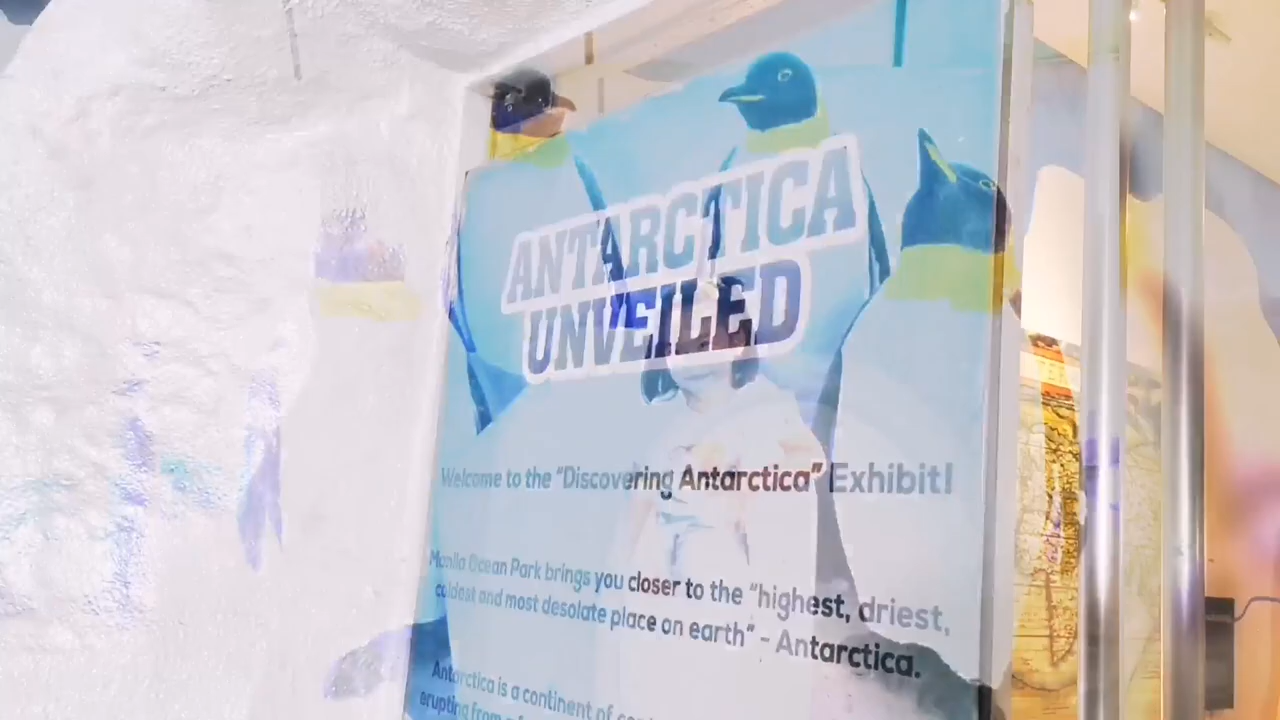 ANTARCTICA
UNVEILED
Welcome to the “Discovering Antarctica” Exhibit!
Manila Ocean Park brings you closer to the “highest, driest,
coldest and most desolate place on earth” – Antarctica.
Antarctica is a continent of
erupting from